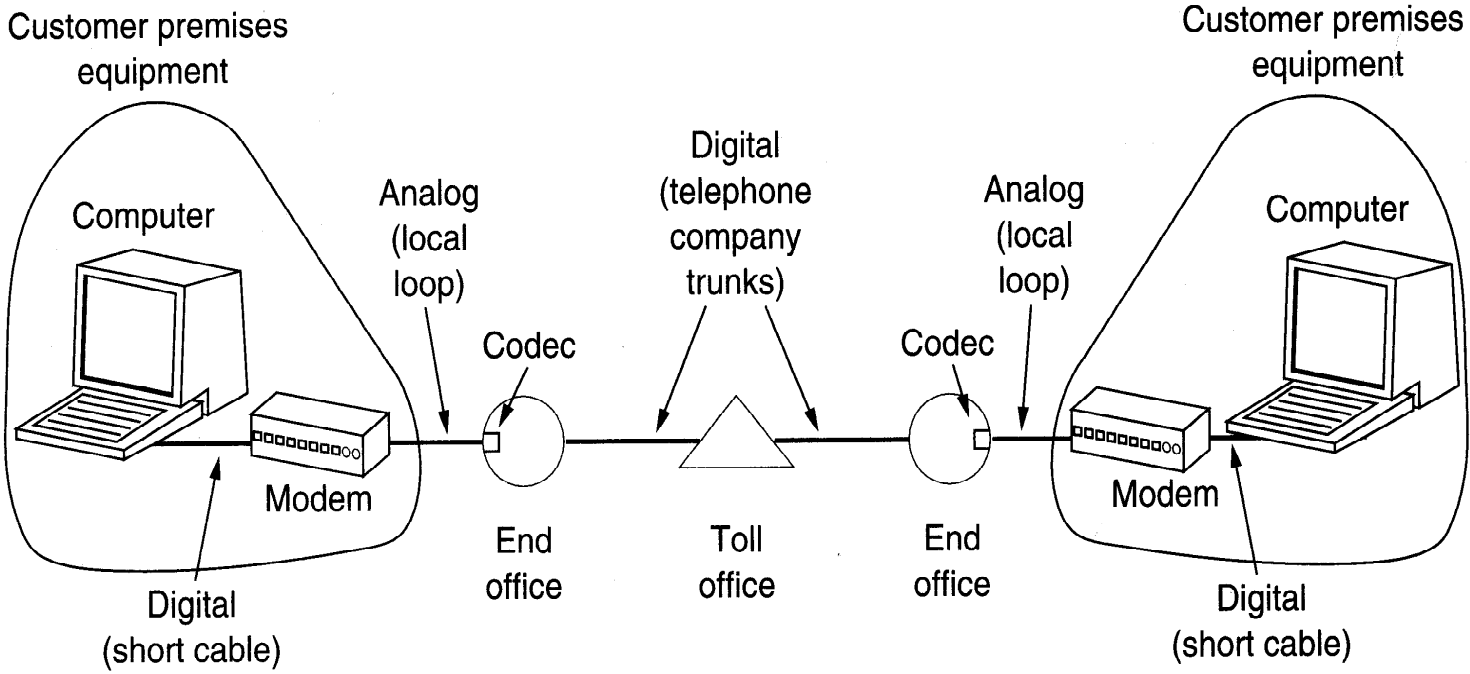 Customer premises
equipment
Customer premises
equipment
Computer
Analog
(local
loop)
Digital
(telephone
company
trunks)
Analog
(local
loop)
Computer
Codec
Codec
Modem
Modem
End
office
Toll
office
End
office
Digital
(short cable)
Digital
(short cable)